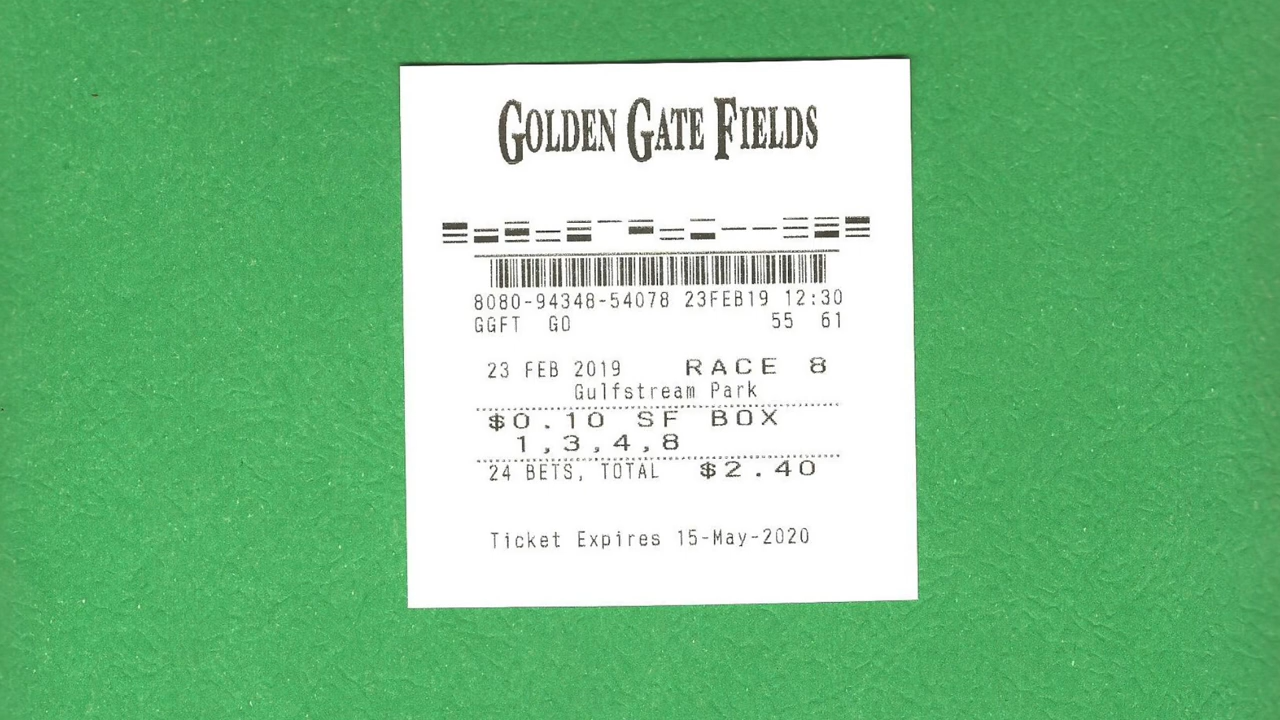 GOLDEN GATE FIELDS
8080-94348-54078 23FEB19 12:30
GGFT GO 55 61
23 FEB 2019 RACE 8
Gulfstream Park
$0.10 SF BOX
1,3,4,8
24 BETS, TOTAL $2.40
Ticket Expires 15-May-2020